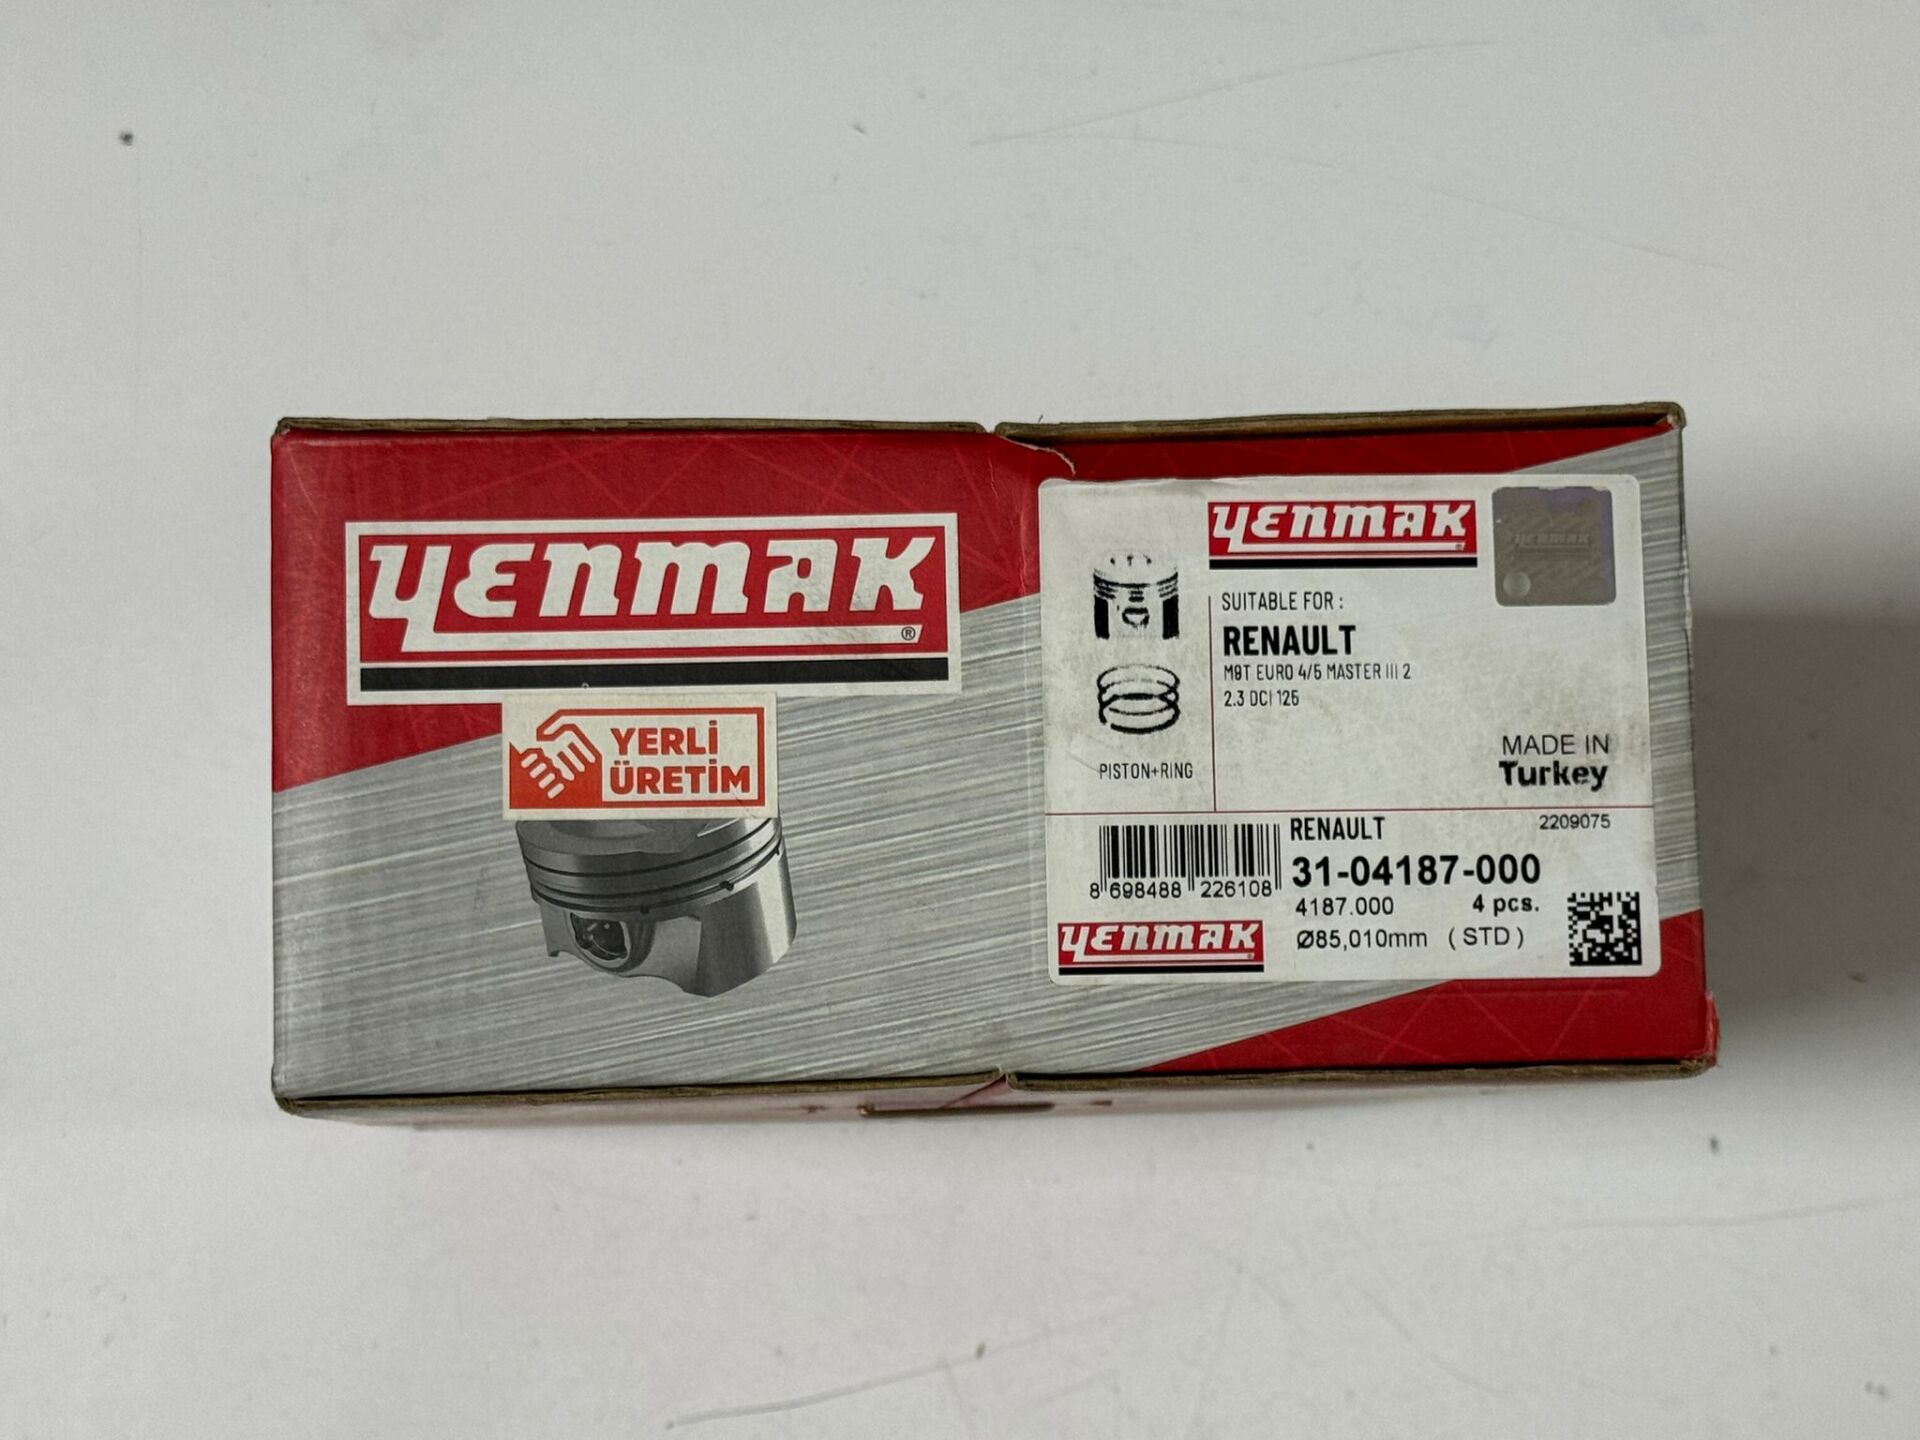 YENMAK
®
YERLİ
ÜRETİM
YENMAK
SUITABLE FOR :
RENAULT
M9T EURO 4/5 MASTER III 2
2.3 DCI 125
PISTON+RING
MADE IN
Turkey
RENAULT
2209075
31-04187-000
8 698488 226108
4187.000
4 pcs.
YENMAK
Ø85,010mm (STD)
YENMAK